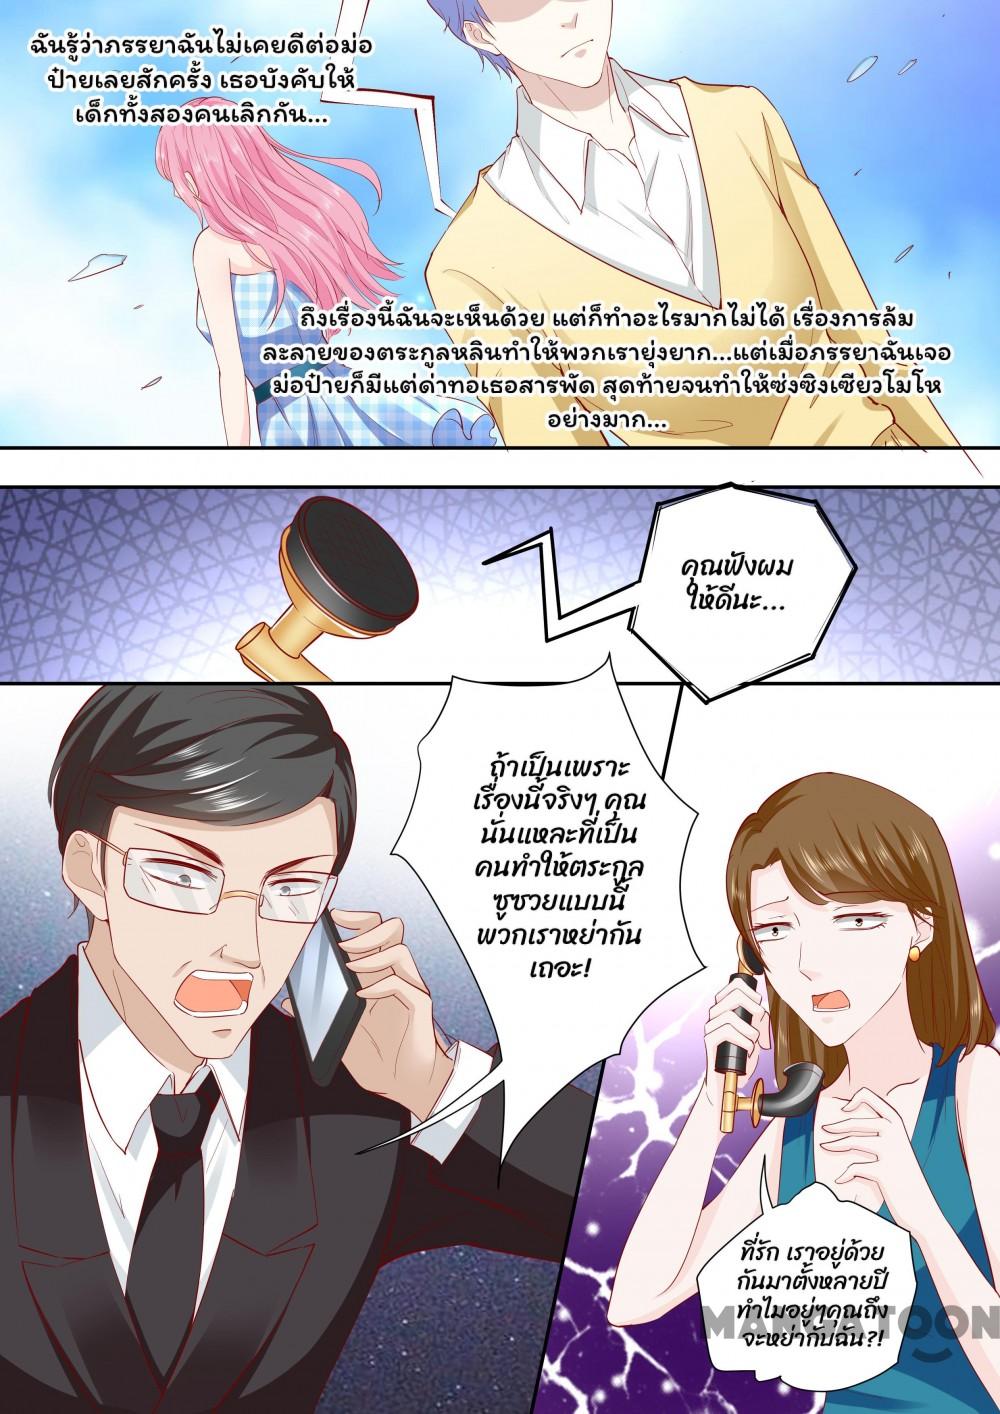 ฉันรู้ว่าภรรยาฉันไม่เคยดีต่อม่อ
ป๋ายเลยสักครั้ง เธอบังคับให้
เด็กทั้งสองคนเลิกกัน...
ถึงเรื่องนี้ฉันจะเห็นด้วย แต่ก็ทำอะไรมากไม่ได้ เรื่องการล้ม
ละลายของตระกูลหลินทำให้พวกเรายุ่งยาก...แต่เมื่อภรรยาฉันเจอ
ม่อป๋ายก็มีแต่ด่าทอเธอสารพัด สุดท้ายจนทำให้ซ่งซิงเซียวโมโห
อย่างมาก...
คุณฟังผม
ให้ดีนะ...
ถ้าเป็นเพราะ
เรื่องนี้จริงๆ คุณ
นั่นแหละที่เป็น
คนทำให้ตระกูล
ซูซวยแบบนี้
พวกเราหย่ากัน
เถอะ!
ที่รัก เราอยู่ด้วย
กันมาตั้งหลายปี
ทำไมอยู่ๆคุณถึง
จะหย่ากับฉัน?!
MANGATOON